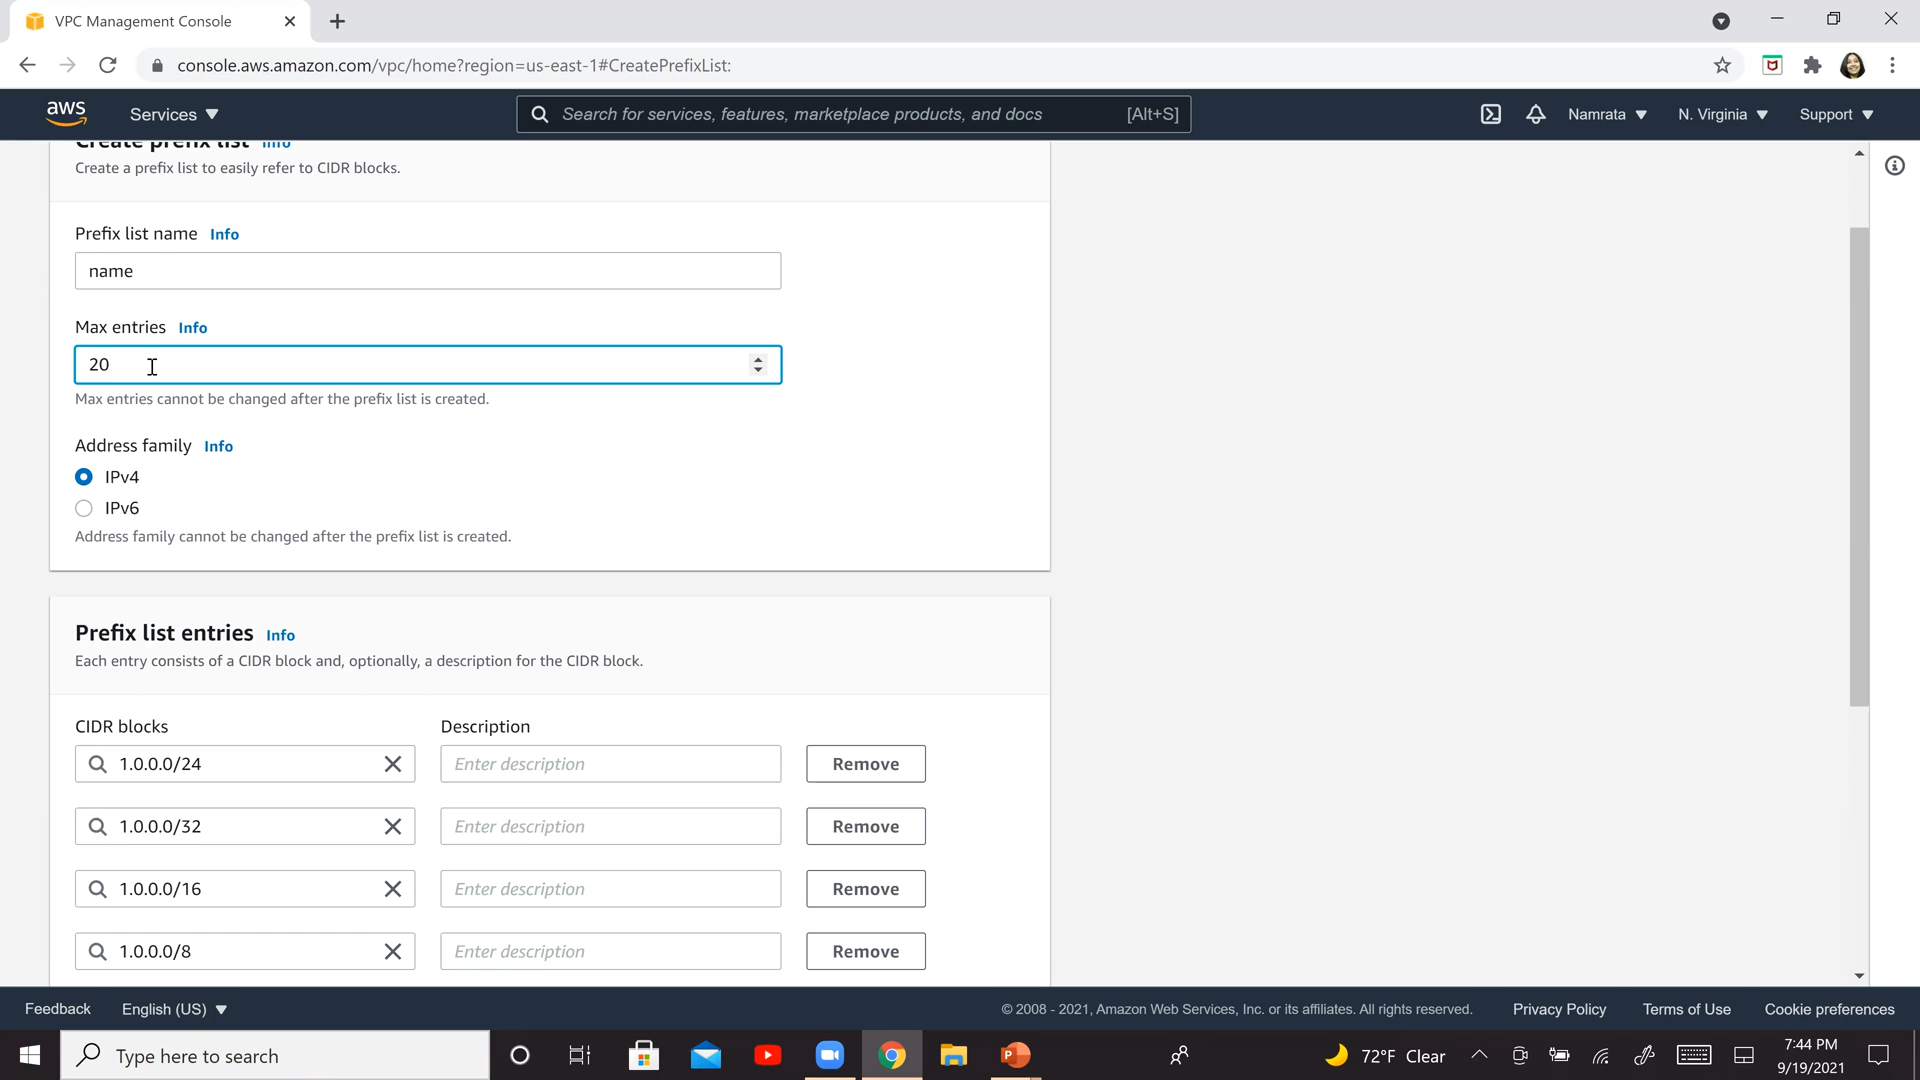 VPC Management Console
console.aws.amazon.com/vpc/home?region=us-east-1#CreatePrefixList:
aws
Services
Search for services, features, marketplace products, and docs
[Alt+S]
Namrata
N. Virginia
Support
Create prefix list Info
Create a prefix list to easily refer to CIDR blocks.
Prefix list name Info
name
Max entries Info
20
Max entries cannot be changed after the prefix list is created.
Address family Info
IPv4
IPv6
Address family cannot be changed after the prefix list is created.
Prefix list entries Info
Each entry consists of a CIDR block and, optionally, a description for the CIDR block.
CIDR blocks Description
1.0.0.0/24 Enter description Remove
1.0.0.0/32 Enter description Remove
1.0.0.0/16 Enter description Remove
1.0.0.0/8 Enter description Remove
Feedback English (US) © 2008 - 2021, Amazon Web Services, Inc. or its affiliates. All rights reserved. Privacy Policy Terms of Use Cookie preferences
Type here to search
P
72°F Clear
7:44 PM
9/19/2021